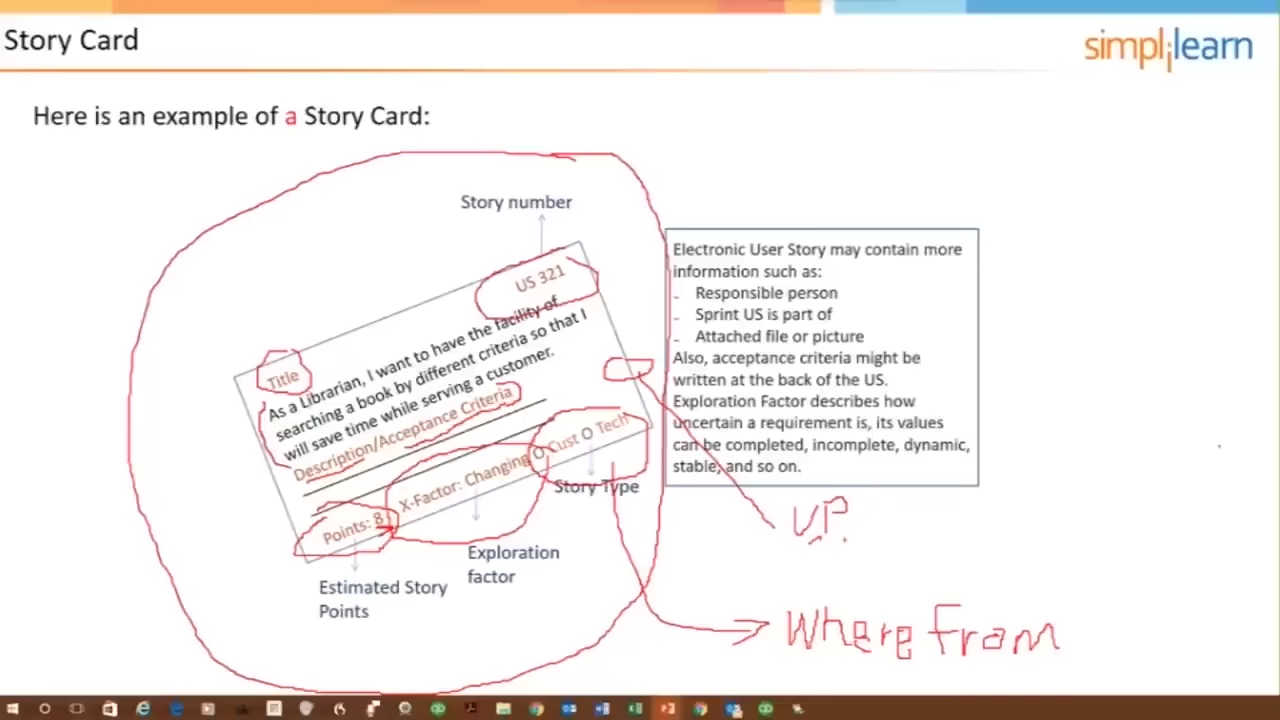 Story Card
simplilearn
Here is an example of a Story Card:
Story number
US 321
Title
As a Librarian, I want to have the facility of
searching a book by different criteria so that I
will save time while serving a customer.
Description/Acceptance Criteria
Points: 8
X-Factor: Changing
O Cust O Tech
Story Type
Exploration
factor
Estimated Story
Points
Electronic User Story may contain more
information such as:
- Responsible person
- Sprint US is part of
- Attached file or picture
Also, acceptance criteria might be
written at the back of the US.
Exploration Factor describes how
uncertain a requirement is, its values
can be completed, incomplete, dynamic,
stable, and so on.
V.P.
Where From